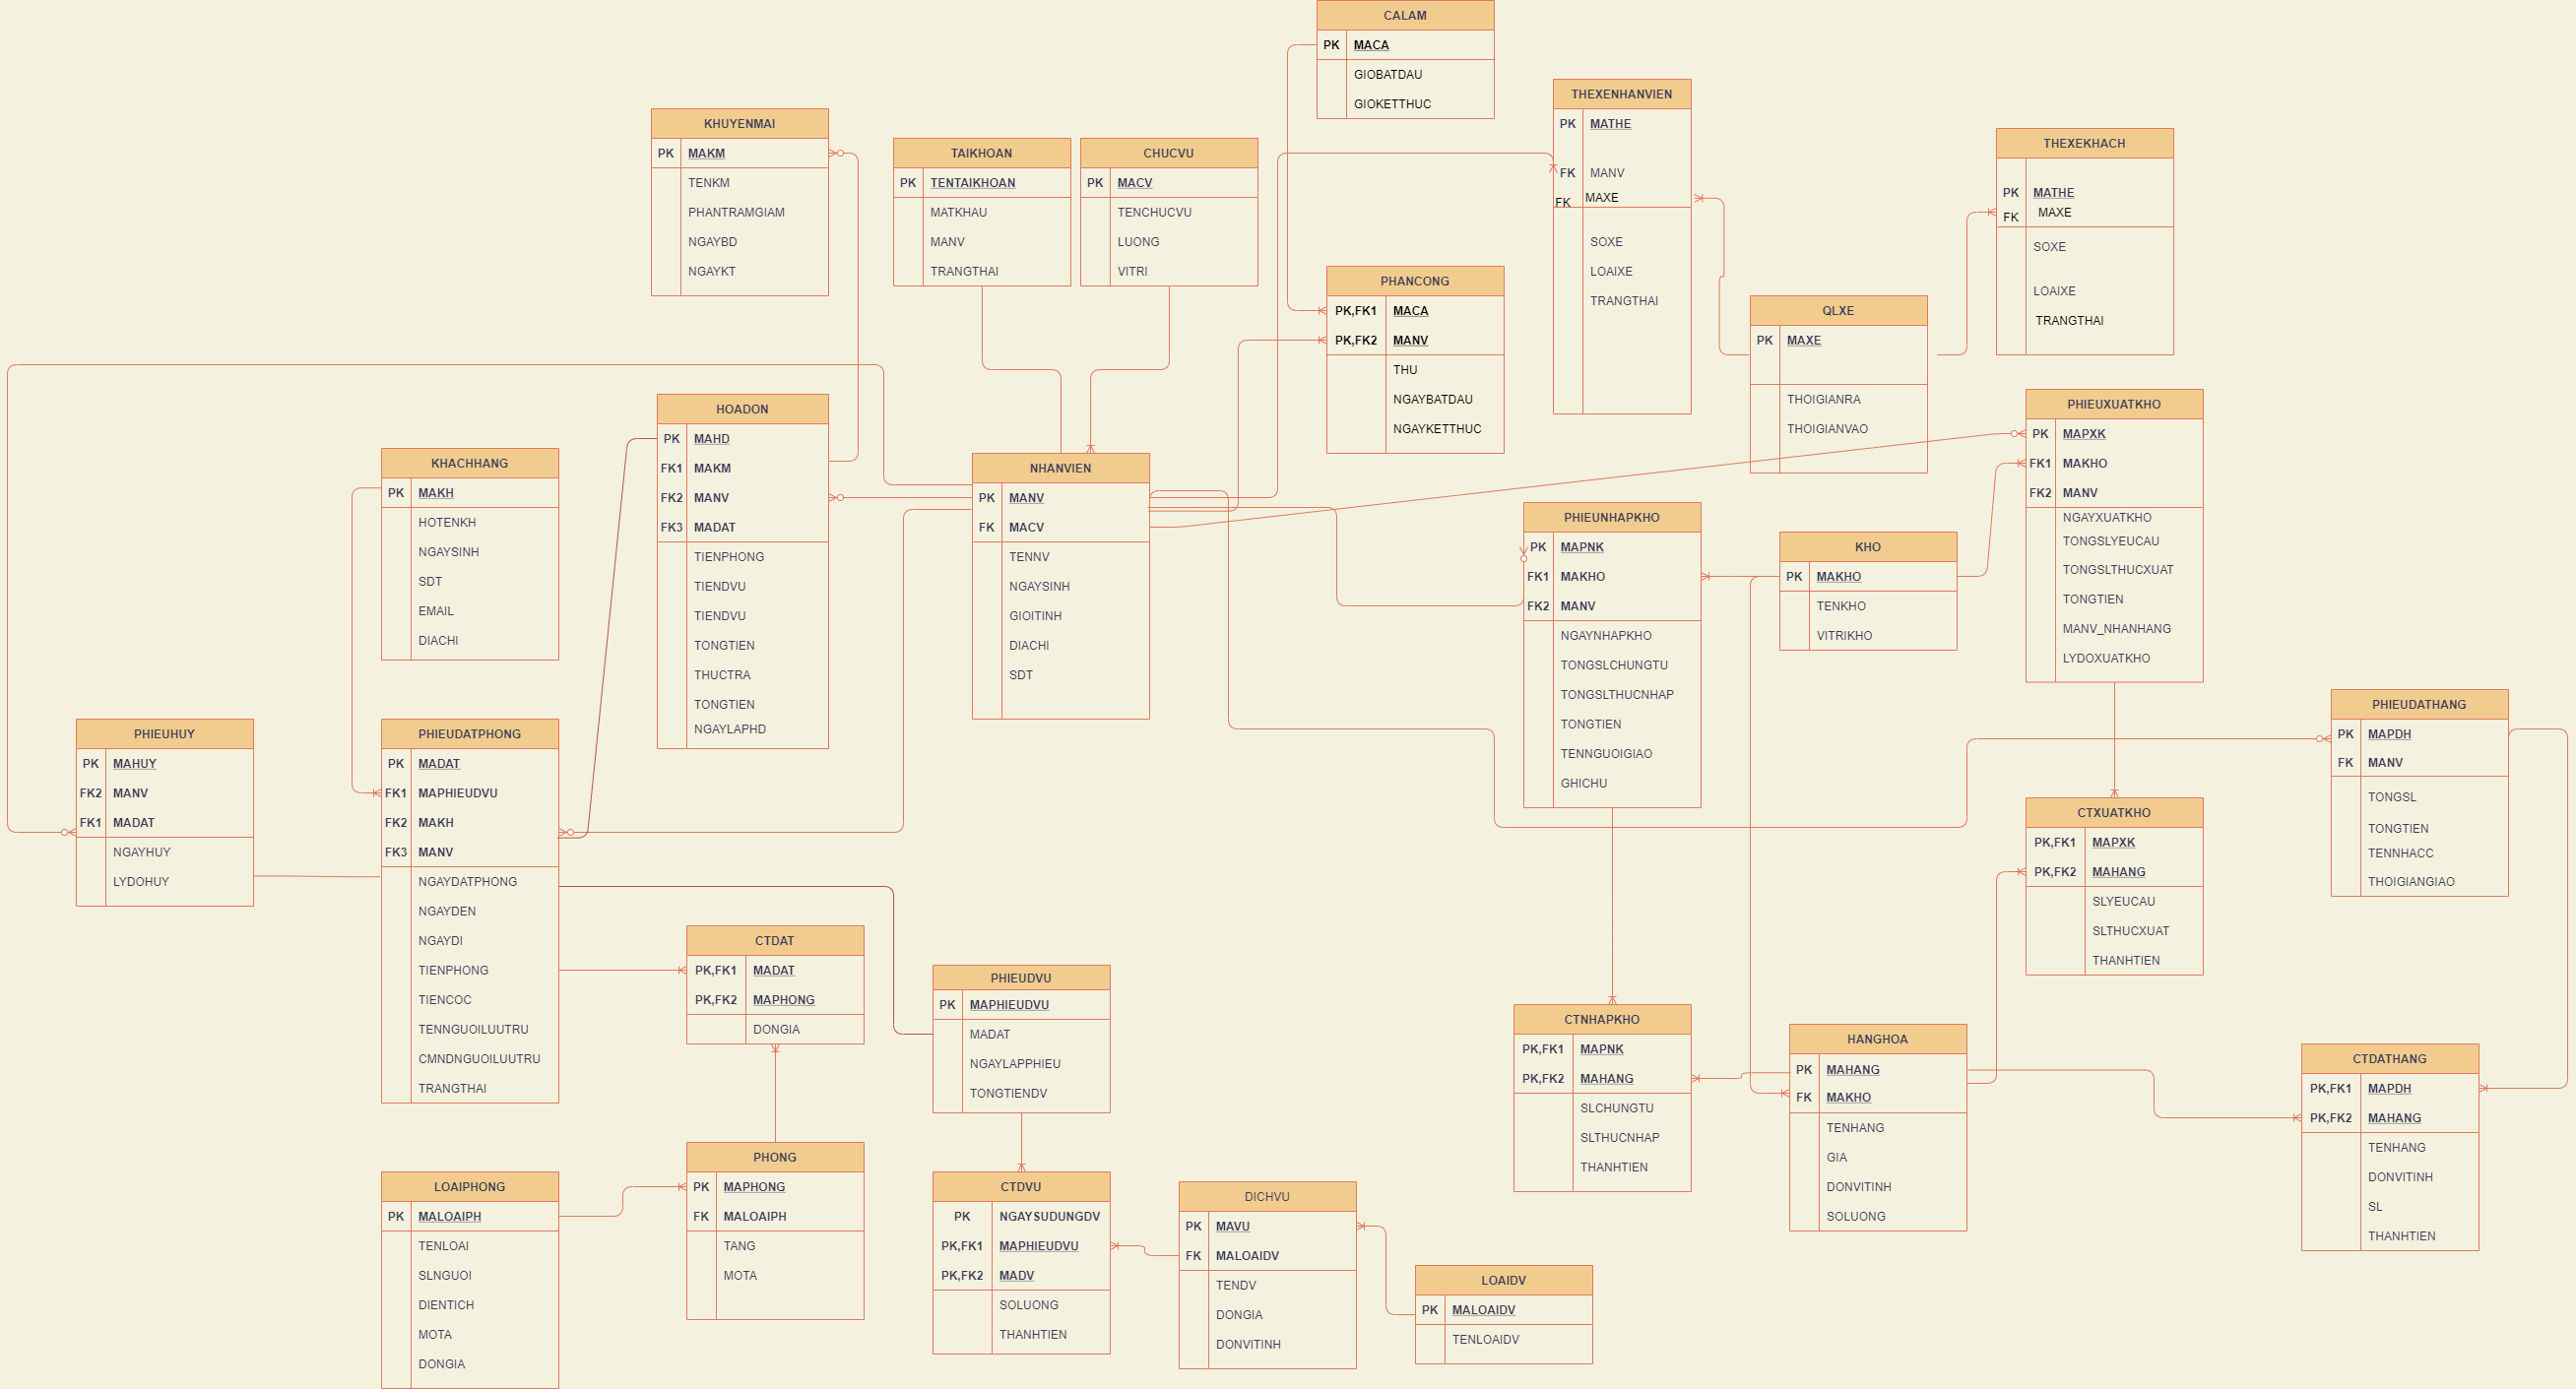 CALAM
PK MACA
GIOBATDAU
GIOKETTHUC
THEXENHANVIEN
PK MATHE
FK MANV
FK MAXE
SOXE
LOAIXE
TRANGTHAI
KHUYENMAI
PK MAKM
TENKM
PHANTRAMGIAM
NGAYBD
NGAYKT
TAIKHOAN
PK TENTAIKHOAN
MATKHAU
MANV
TRANGTHAI
CHUCVU
PK MACV
TENCHUCVU
LUONG
VITRI
THEXEKHACH
PK MATHE
FK MAXE
SOXE
LOAIXE
TRANGTHAI
PHANCONG
PK,FK1 MACA
PK,FK2 MANV
THU
NGAYBATDAU
NGAYKETTHUC
QLXE
PK MAXE
THOIGIANRA
THOIGIANVAO
PHIEUXUATKHO
PK MAPXK
FK1 MAKHO
FK2 MANV
NGAYXUATKHO
TONGSLYEUCAU
TONGSLTHUCXUAT
TONGTIEN
MANV_NHANHANG
LYDOXUATKHO
HOADON
PK MAHD
FK1 MAKM
FK2 MANV
FK3 MADAT
TIENPHONG
TIENDVU
TIENDVU
TONGTIEN
THUCTRA
TONGTIEN
NGAYLAPHD
KHACHHANG
PK MAKH
HOTENKH
NGAYSINH
SDT
EMAIL
DIACHI
NHANVIEN
PK MANV
FK MACV
TENNV
NGAYSINH
GIOITINH
DIACHI
SDT
PHIEUNHAPKHO
PK MAPNK
FK1 MAKHO
FK2 MANV
NGAYNHAPKHO
TONGSLCHUNGTU
TONGSLTHUCNHAP
TONGTIEN
TENNGUOIGIAO
GHICHU
KHO
PK MAKHO
TENKHO
VITRIKHO
PHIEUDATHANG
PK MAPDH
FK MANV
TONGSL
TONGTIEN
TENNHACC
THOIGIANGIAO
PHIEUHUY
PK MAHUY
FK2 MANV
FK1 MADAT
NGAYHUY
LYDOHUY
PHIEUDATPHONG
PK MADAT
FK1 MAPHIEUDVU
FK2 MAKH
FK3 MANV
NGAYDATPHONG
NGAYDEN
NGAYDI
TIENPHONG
TIENCOC
TENNGUOILUUTRU
CMNDNGUOILUUTRU
TRANGTHAI
CTXUATKHO
PK,FK1 MAPXK
PK,FK2 MAHANG
SLYEUCAU
SLTHUCXUAT
THANHTIEN
CTDAT
PK,FK1 MADAT
PK,FK2 MAPHONG
DONGIA
PHIEUDVU
PK MAPHIEUDVU
MADAT
NGAYLAPPHIEU
TONGTIENDV
CTNHAPKHO
PK,FK1 MAPNK
PK,FK2 MAHANG
SLCHUNGTU
SLTHUCNHAP
THANHTIEN
HANGHOA
PK MAHANG
FK MAKHO
TENHANG
GIA
DONVITINH
SOLUONG
CTDATHANG
PK,FK1 MAPDH
PK,FK2 MAHANG
TENHANG
DONVITINH
SL
THANHTIEN
PHONG
PK MAPHONG
FK MALOAIPH
TANG
MOTA
LOAIPHONG
PK MALOAIPH
TENLOAI
SLNGUOI
DIENTICH
MOTA
DONGIA
CTDVU
PK NGAYSUDUNGDV
PK,FK1 MAPHIEUDVU
PK,FK2 MADV
SOLUONG
THANHTIEN
DICHVU
PK MAVU
FK MALOAIDV
TENDV
DONGIA
DONVITINH
LOAIDV
PK MALOAIDV
TENLOAIDV